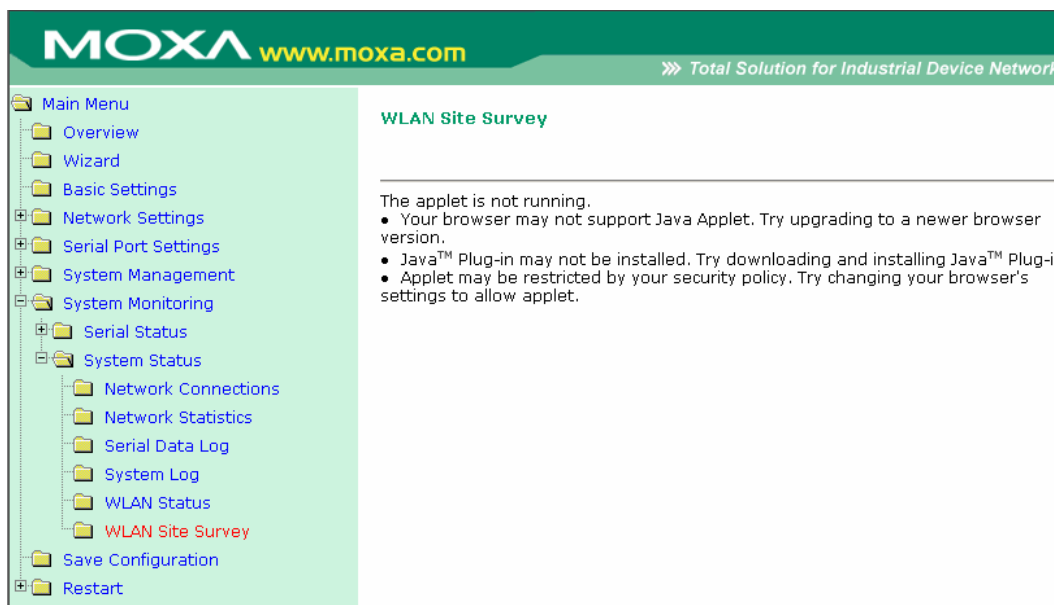 MOXA www.moxa.com
Total Solution for Industrial Device Network
Main Menu
Overview
Wizard
Basic Settings
Network Settings
Serial Port Settings
System Management
System Monitoring
Serial Status
System Status
Network Connections
Network Statistics
Serial Data Log
System Log
WLAN Status
WLAN Site Survey
Save Configuration
Restart
WLAN Site Survey
The applet is not running.
• Your browser may not support Java Applet. Try upgrading to a newer browser
version.
• Java™ Plug-in may not be installed. Try downloading and installing Java™ Plug-i
• Applet may be restricted by your security policy. Try changing your browser's
settings to allow applet.